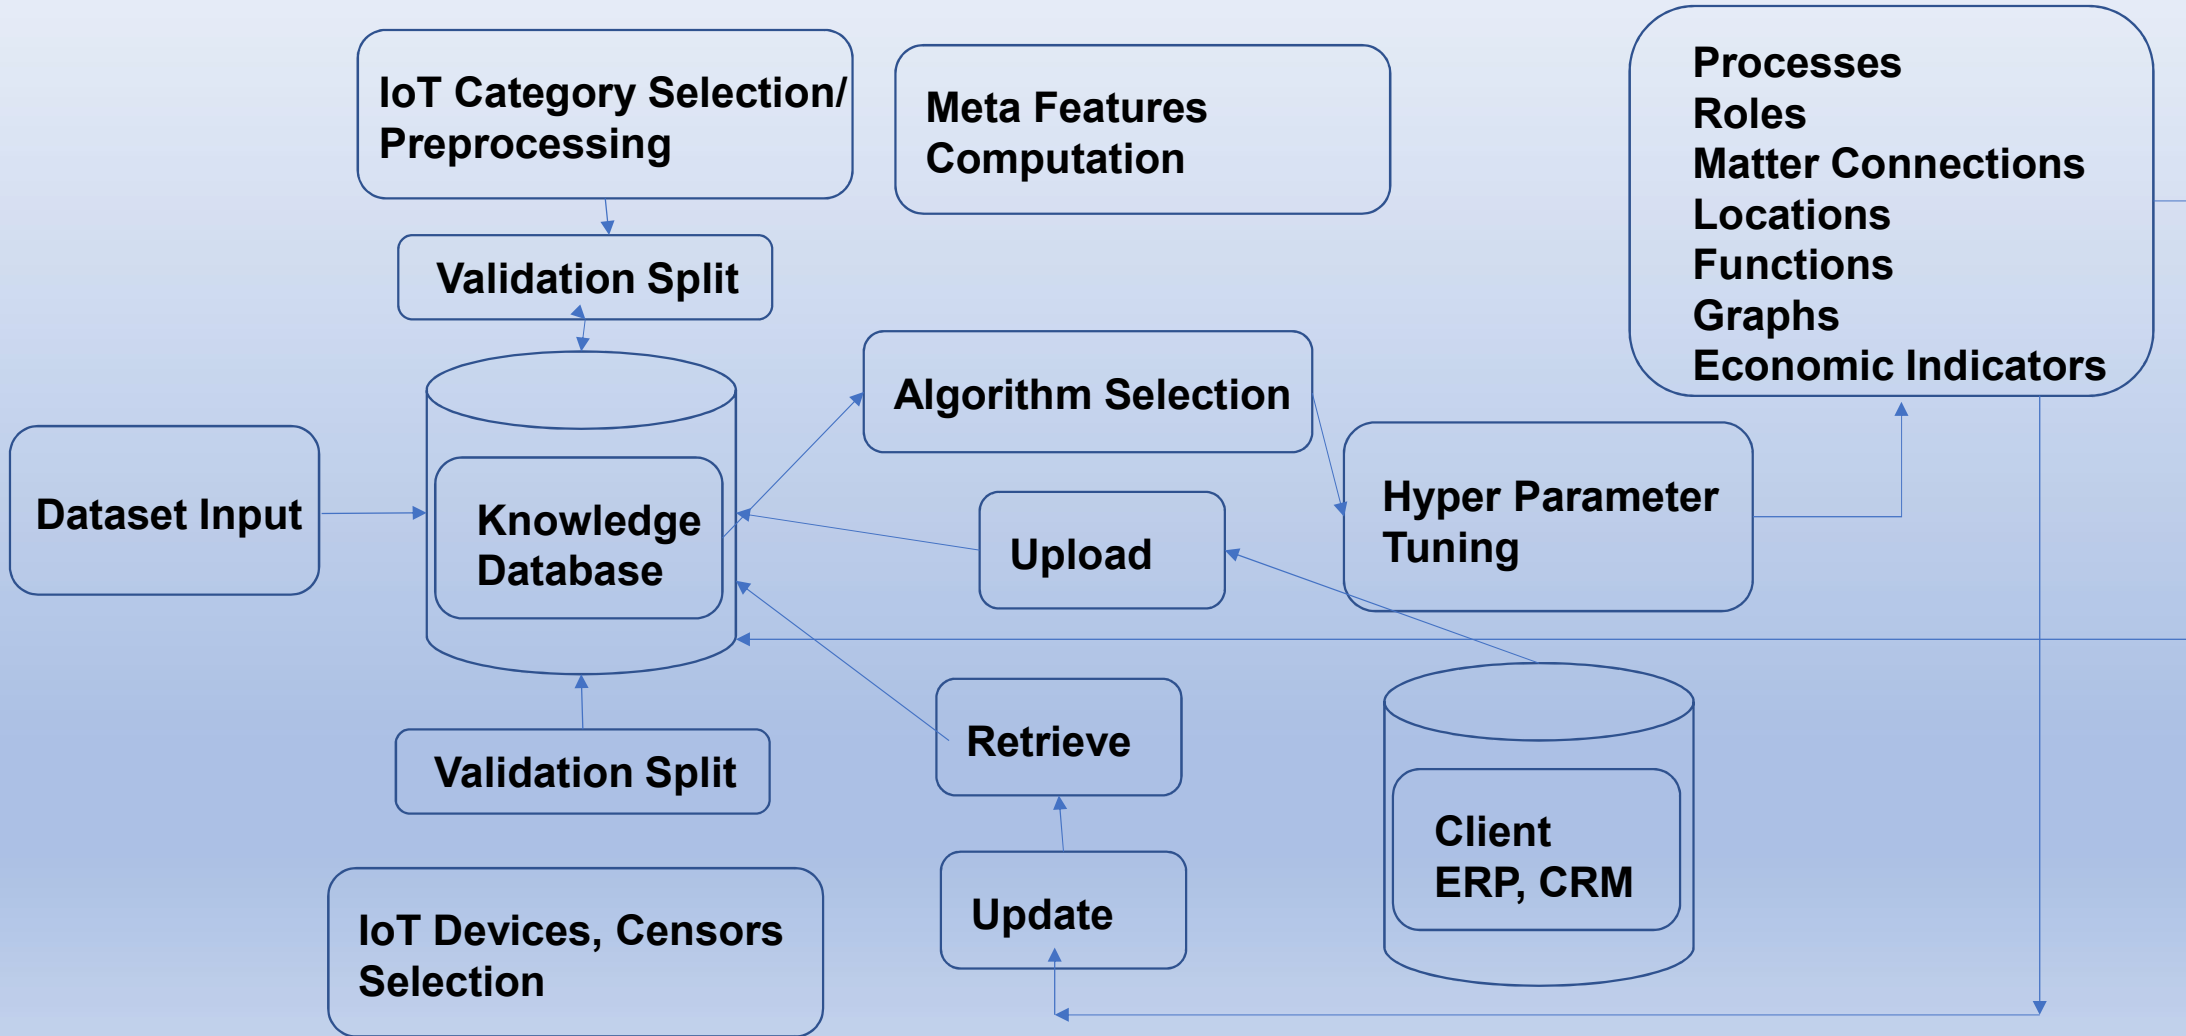 IoT Category Selection/
Preprocessing
Meta Features
Computation
Processes
Roles
Matter Connections
Locations
Functions
Graphs
Economic Indicators
Validation Split
Algorithm Selection
Dataset Input
Knowledge
Database
Upload
Hyper Parameter
Tuning
Validation Split
Retrieve
Client
ERP, CRM
Update
IoT Devices, Censors
Selection